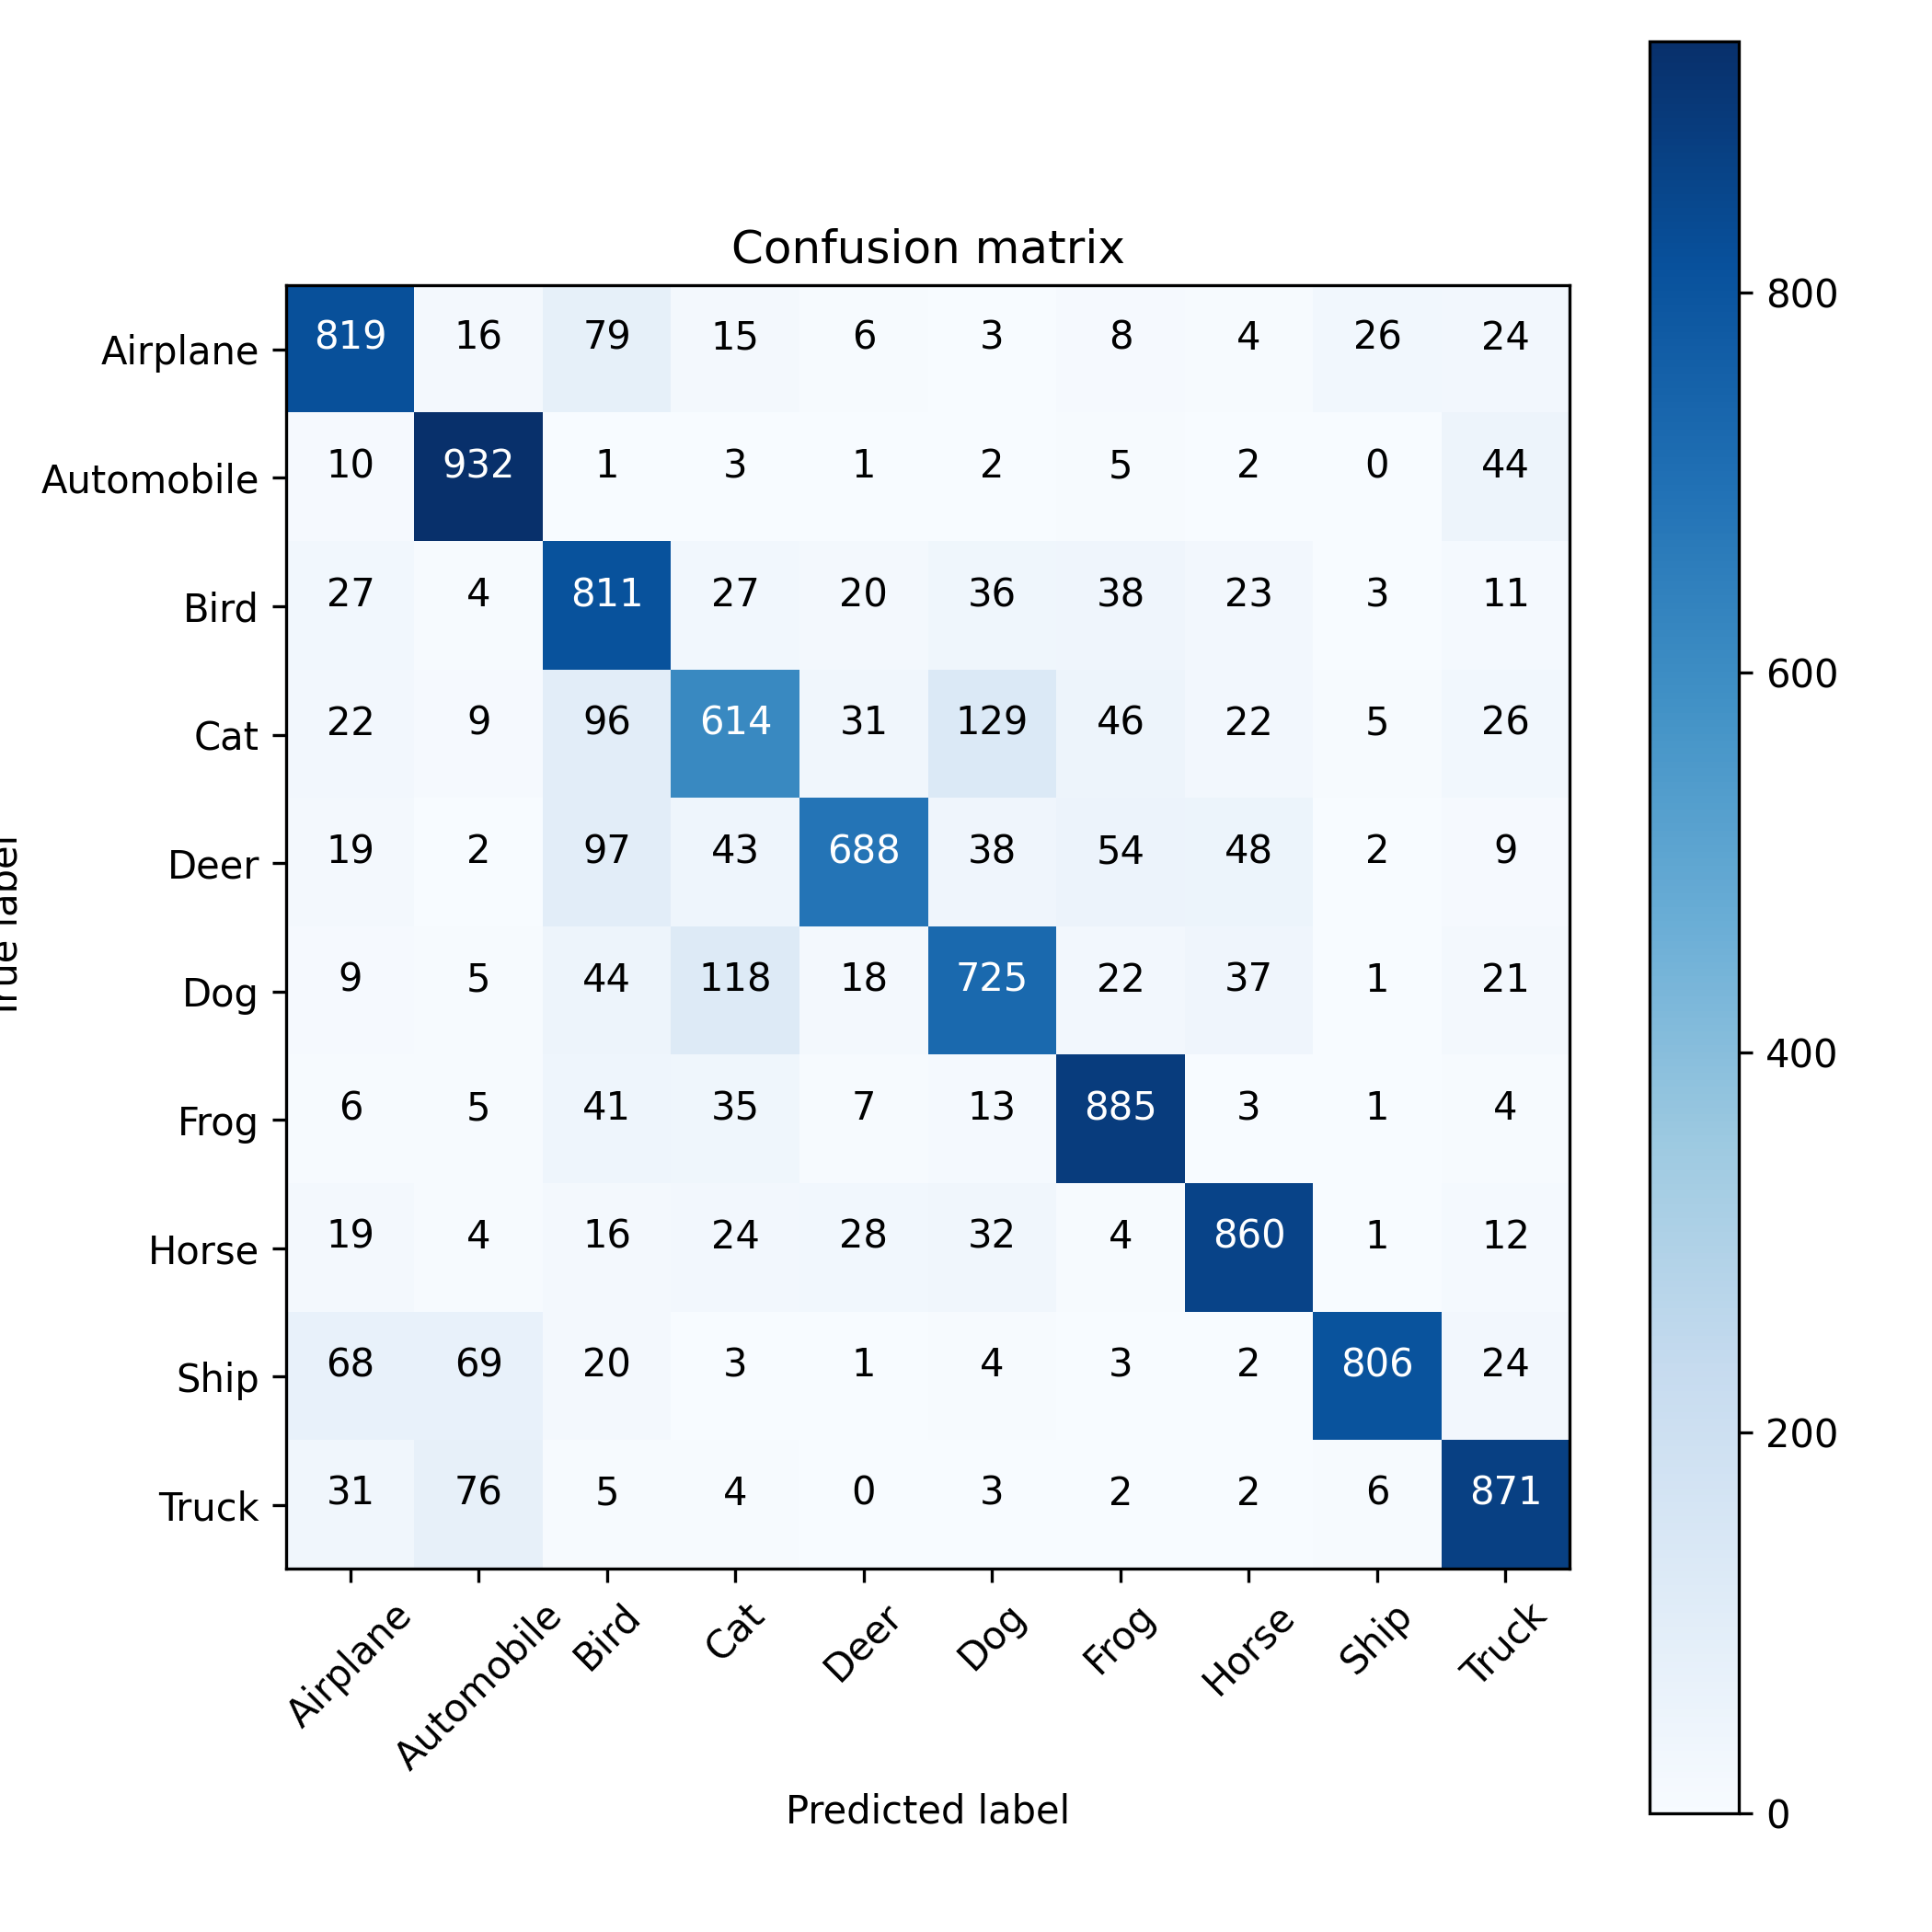 Confusion matrix
Airplane 819 16 79 15 6 3 8 4 26 24
Automobile 10 932 1 3 1 2 5 2 0 44
Bird 27 4 811 27 20 36 38 23 3 11
Cat 22 9 96 614 31 129 46 22 5 26
Deer 19 2 97 43 688 38 54 48 2 9
Dog 9 5 44 118 18 725 22 37 1 21
Frog 6 5 41 35 7 13 885 3 1 4
Horse 19 4 16 24 28 32 4 860 1 12
Ship 68 69 20 3 1 4 3 2 806 24
Truck 31 76 5 4 0 3 2 2 6 871
Airplane Automobile Bird Cat Deer Dog Frog Horse Ship Truck
Predicted label
True label
800
600
400
200
0